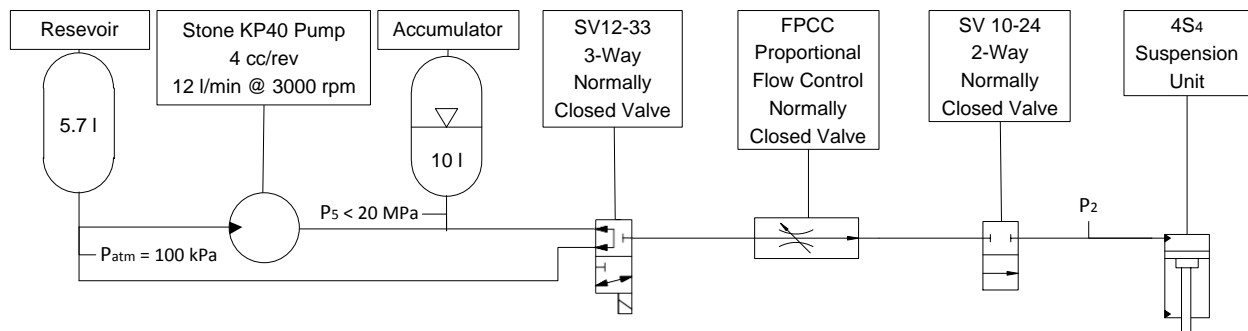 Resevoir
Stone KP40 Pump
4 cc/rev
12 l/min @ 3000 rpm
Accumulator
SV12-33
3-Way
Normally
Closed Valve
FPCC
Proportional
Flow Control
Normally
Closed Valve
SV 10-24
2-Way
Normally
Closed Valve
4S4
Suspension
Unit
5.7 l
10 l
P5 < 20 MPa
Patm = 100 kPa
P2